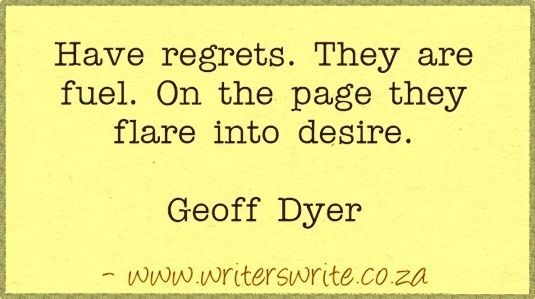 Have regrets. They are
fuel. On the page they
flare into desire.
Geoff Dyer
- www.writerswrite.co.za